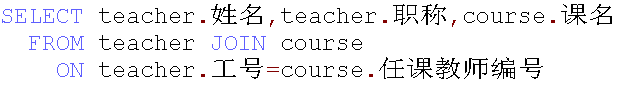 SELECT teacher.姓名,teacher.职称,course.课名
FROM teacher JOIN course
ON teacher.工号=course.任课教师编号